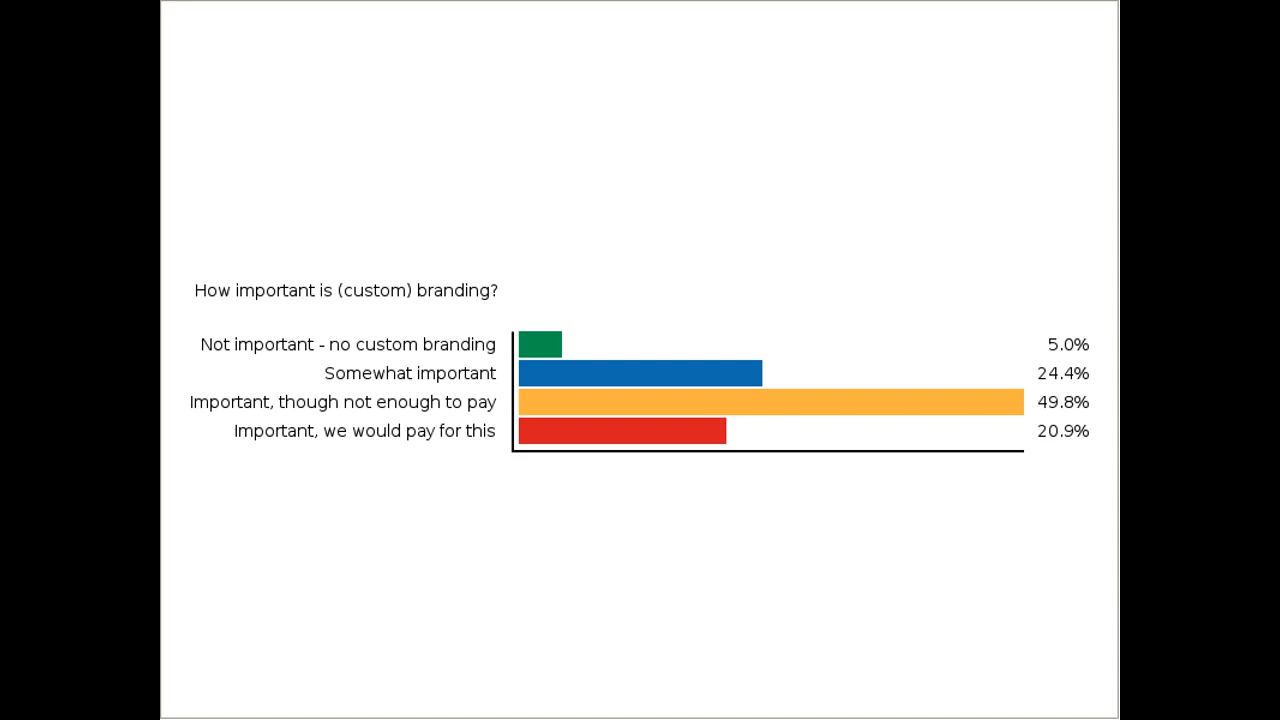 How important is (custom) branding?
Not important - no custom branding 5.0%
Somewhat important 24.4%
Important, though not enough to pay 49.8%
Important, we would pay for this 20.9%